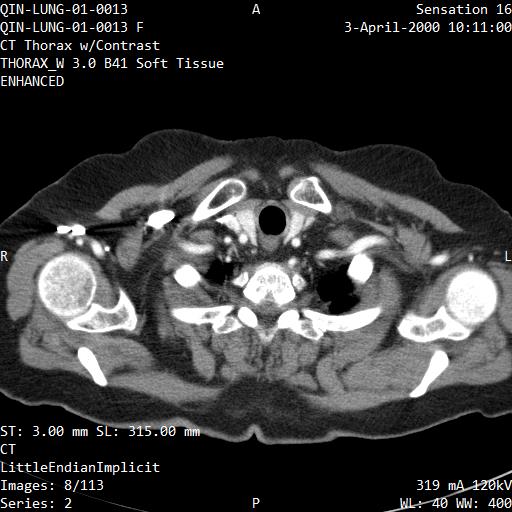 QIN-LUNG-01-0013
A
Sensation 16
QIN-LUNG-01-0013 F
3-April-2000 10:11:00
CT Thorax w/Contrast
THORAX_W 3.0 B41 Soft Tissue
ENHANCED
R
L
ST: 3.00 mm SL: 315.00 mm
CT
LittleEndianImplicit
Images: 8/113
319 mA 120kV
Series: 2
P
WL: 40 WW: 400